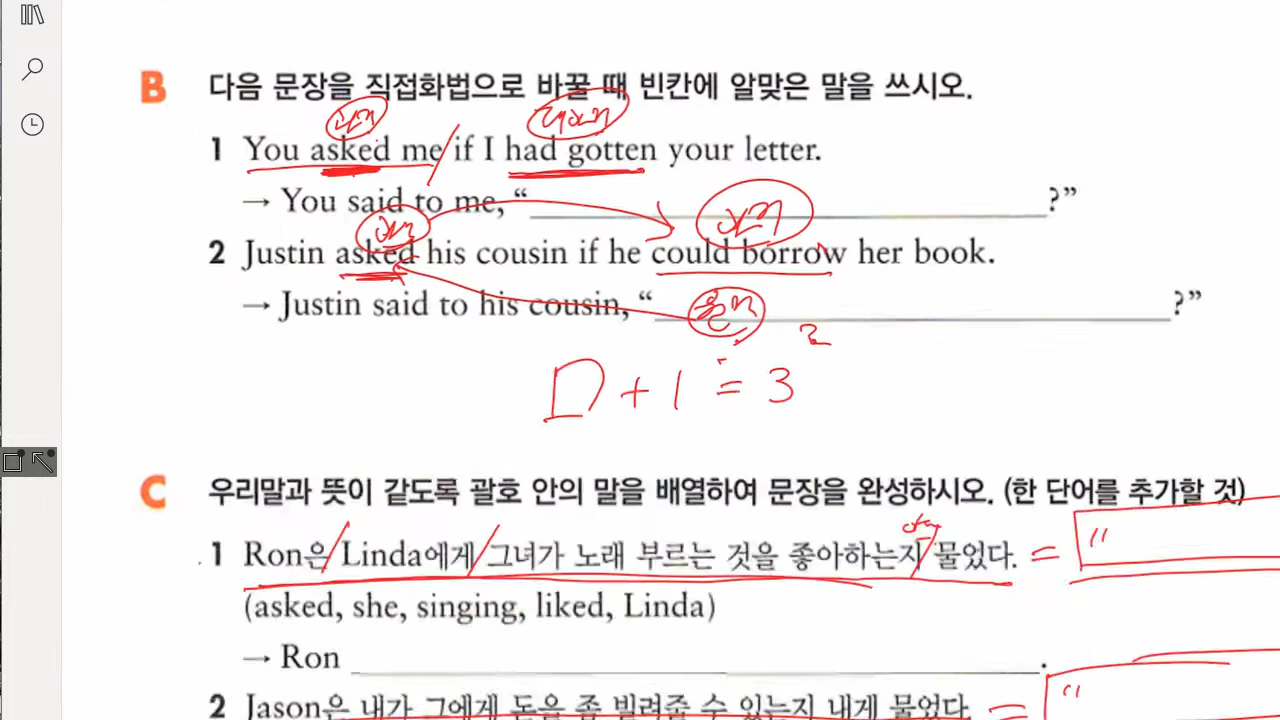 B 다음 문장을 직접화법으로 바꿀 때 빈칸에 알맞은 말을 쓰시오.
1 You asked me if I had gotten your letter.
→ You said to me, “ ?”
2 Justin asked his cousin if he could borrow her book.
→ Justin said to his cousin, “ ?”
+ 1 = 3
C 우리말과 뜻이 같도록 괄호 안의 말을 배열하여 문장을 완성하시오. (한 단어를 추가할 것)
1 Ron은 Linda에게 그녀가 노래 부르는 것을 좋아하는지 물었다. =
(asked, she, singing, liked, Linda)
→ Ron .
2 Jason은 내가 그에게 돈을 좀 빌려줄 수 있는지 내게 물었다. =